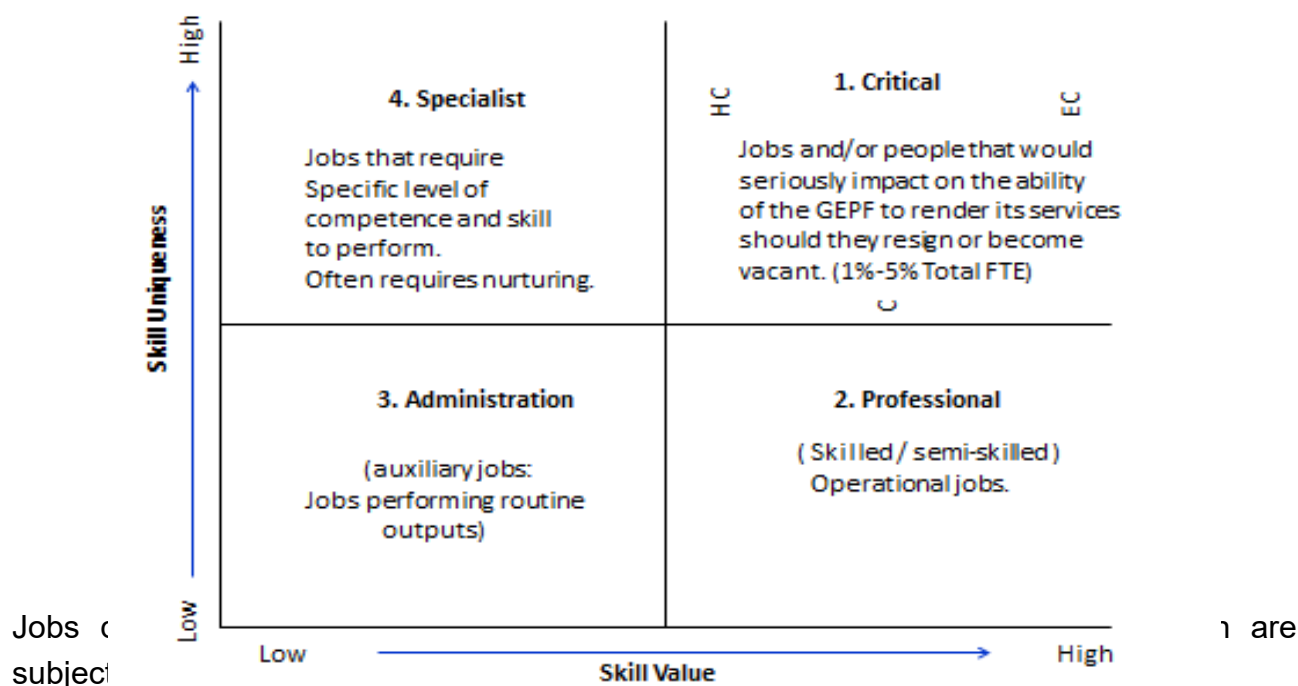 High
4. Specialist
Jobs that require
Specific level of
competence and skill
to perform.
Often requires nurturing.
HC
1. Critical
EC
Jobs and/or people that would
seriously impact on the ability
of the GEPF to render its services
should they resign or become
vacant. (1%-5% Total FTE)
C
Skill Uniqueness
3. Administration
(auxiliary jobs:
Jobs performing routine
outputs)
2. Professional
( Skilled / semi-skilled )
Operational jobs.
Low
Low
Skill Value
High
Jobs are